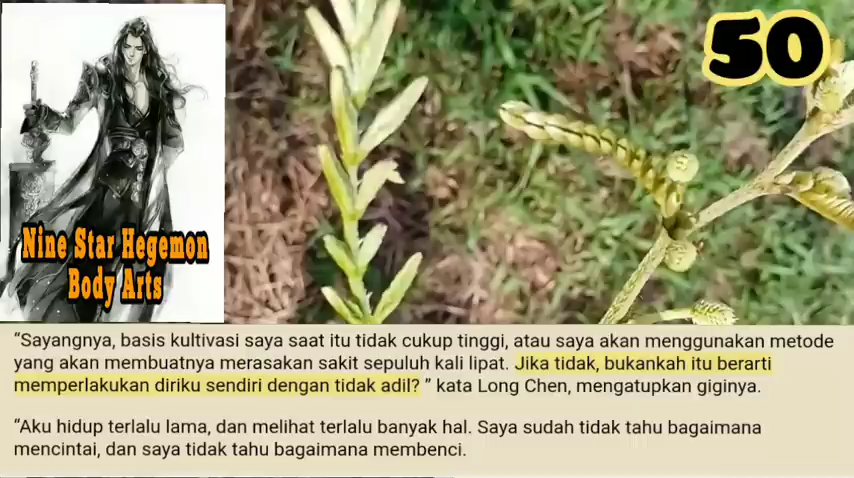 50
Nine Star Hegemon
Body Arts
“Sayangnya, basis kultivasi saya saat itu tidak cukup tinggi, atau saya akan menggunakan metode
yang akan membuatnya merasakan sakit sepuluh kali lipat. Jika tidak, bukankah itu berarti
memperlakukan diriku sendiri dengan tidak adil? ” kata Long Chen, mengatupkan giginya.
“Aku hidup terlalu lama, dan melihat terlalu banyak hal. Saya sudah tidak tahu bagaimana
mencintai, dan saya tidak tahu bagaimana membenci.